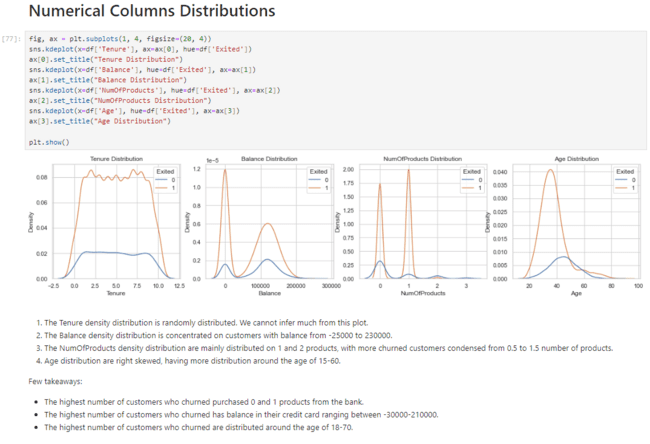 Numerical Columns Distributions
[77]: fig, ax = plt.subplots(1, 4, figsize=(20, 4))
sns.kdeplot(x=df['Tenure'], ax=ax[0], hue=df['Exited'])
ax[0].set_title("Tenure Distribution")
sns.kdeplot(x=df['Balance'], hue=df['Exited'], ax=ax[1])
ax[1].set_title("Balance Distribution")
sns.kdeplot(x=df['NumOfProducts'], hue=df['Exited'], ax=ax[2])
ax[2].set_title("NumOfProducts Distribution")
sns.kdeplot(x=df['Age'], hue=df['Exited'], ax=ax[3])
ax[3].set_title("Age Distribution")
plt.show()
Tenure Distribution
Exited
0
1
0.08
0.06
0.04
0.02
0.00
Density
-2.5 0.0 2.5 5.0 7.5 10.0 12.5
Tenure
1e-5
Balance Distribution
Exited
0
1
1.2
1.0
0.8
0.6
0.4
0.2
0.0
Density
100000 200000 300000
Balance
NumOfProducts Distribution
Exited
0
1
2.00
1.75
1.50
1.25
1.00
0.75
0.50
0.25
0.00
Density
1 2 3
NumOfProducts
Age Distribution
Exited
0
1
0.040
0.035
0.030
0.025
0.020
0.015
0.010
0.005
0.000
Density
20 40 60 80 100
Age
1. The Tenure density distribution is randomly distributed. We cannot infer much from this plot.
2. The Balance density distribution is concentrated on customers with balance from -25000 to 230000.
3. The NumOfProducts density distribution are mainly distributed on 1 and 2 products, with more churned customers condensed from 0.5 to 1.5 number of products.
4. Age distribution are right skewed, having more distribution around the age of 15-60.
Few takeaways:
• The highest number of customers who churned purchased 0 and 1 products from the bank.
• The highest number of customers who churned has balance in their credit card ranging between -30000-210000.
• The highest number of customers who churned are distributed around the age of 18-70.